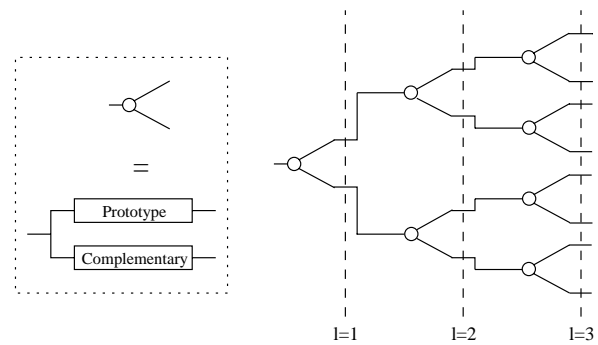 =
Prototype
Complementary
l=1
l=2
l=3